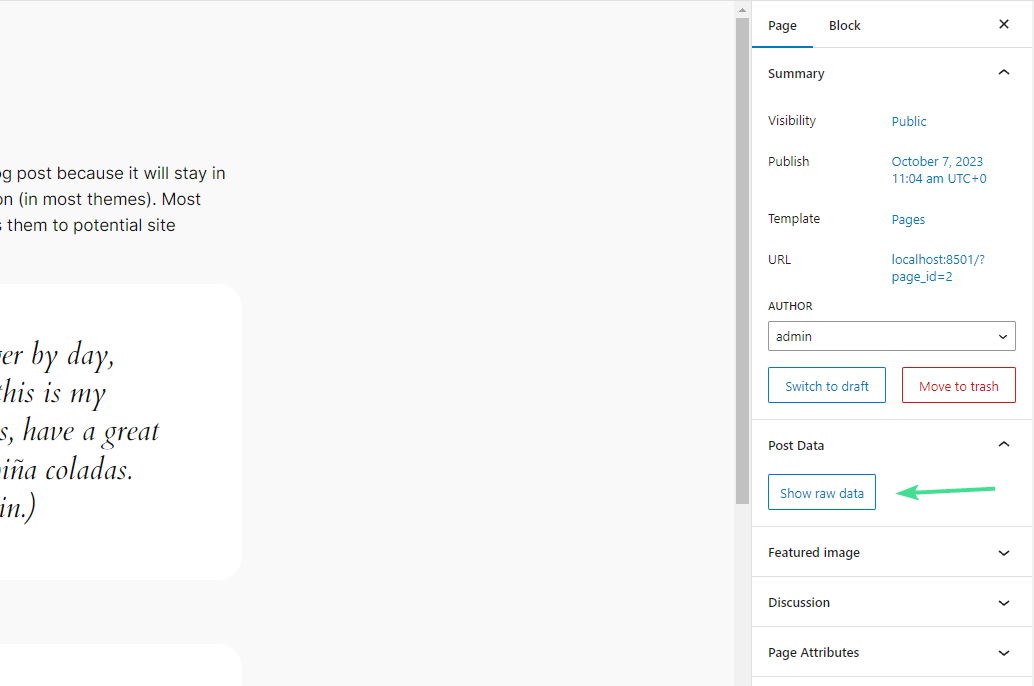 g post because it will stay in
on (in most themes). Most
s them to potential site
ger by day,
this is my
s, have a great
piña coladas.
in.)
Page Block
Summary
Visibility Public
Publish October 7, 2023
11:04 am UTC+0
Template Pages
URL localhost:8501/?
page_id=2
AUTHOR
admin
Switch to draft Move to trash
Post Data
Show raw data
Featured image
Discussion
Page Attributes